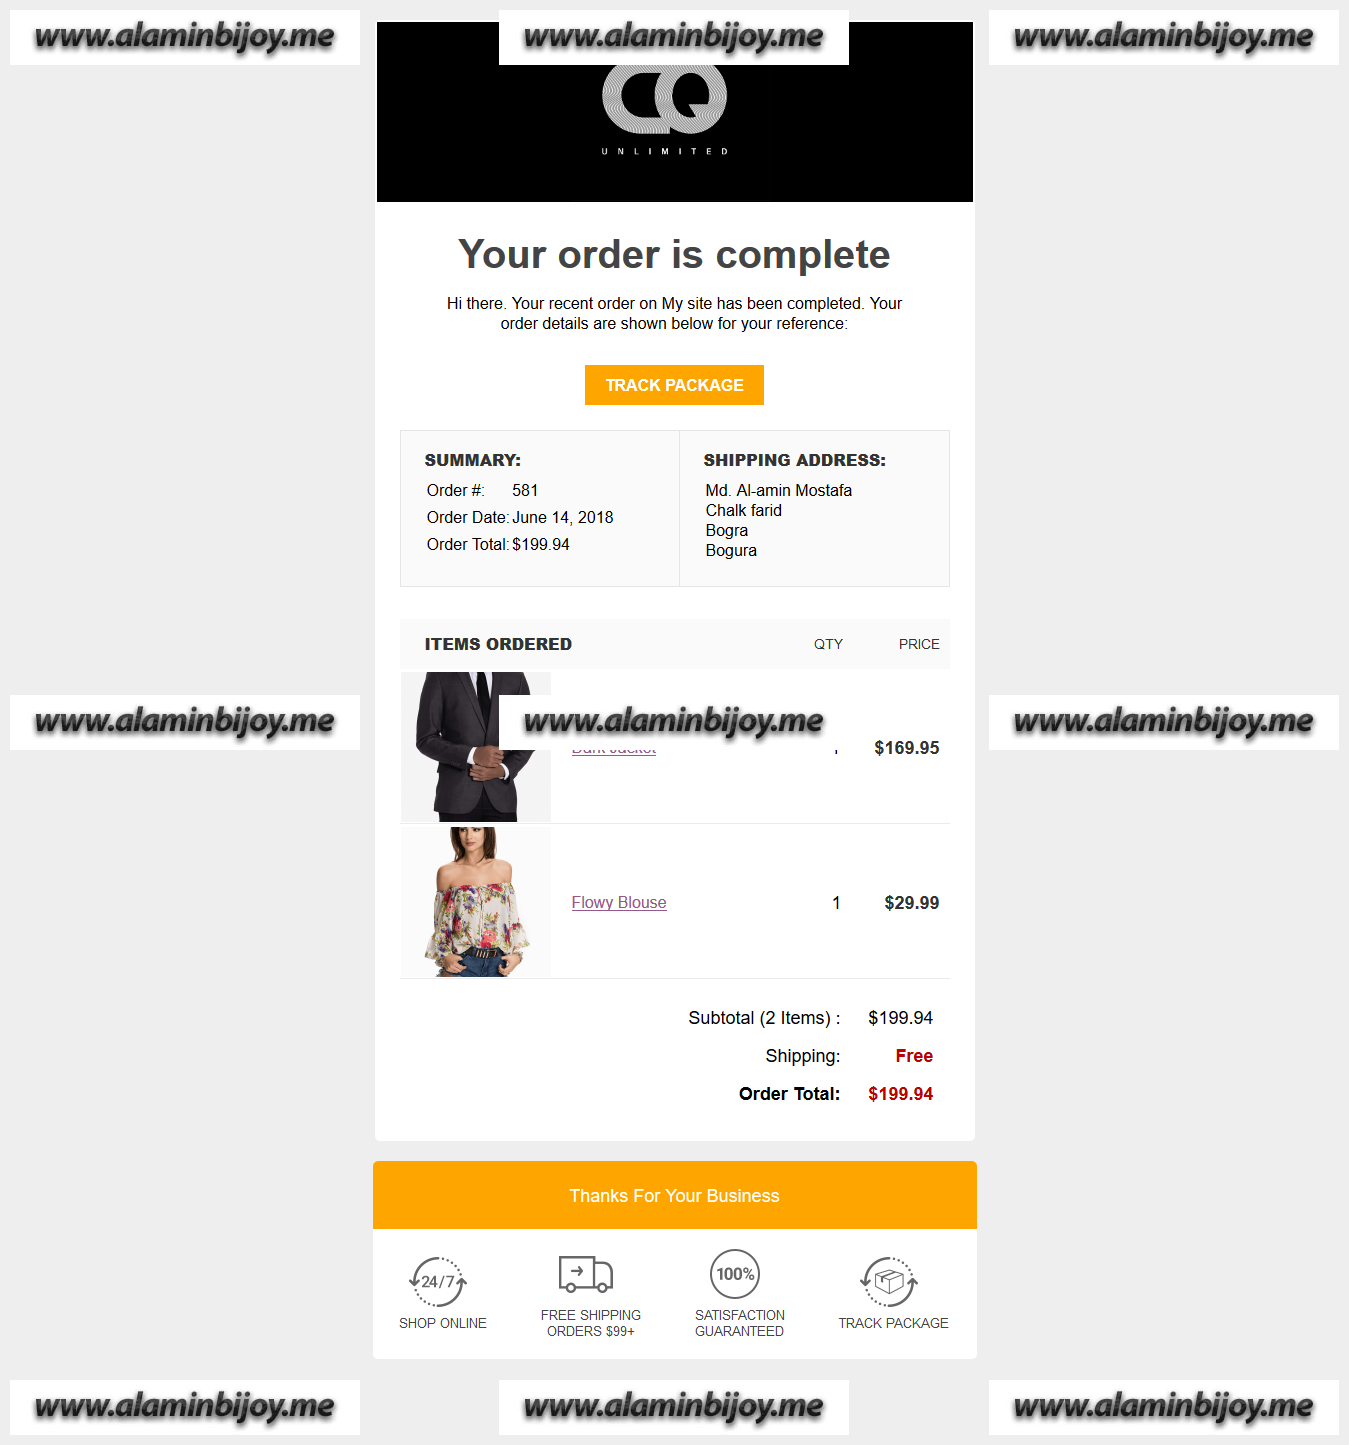 www.alaminbijoy.me www.alaminbijoy.me www.alaminbijoy.me
CQ
UNLIMITED
Your order is complete
Hi there. Your recent order on My site has been completed. Your
order details are shown below for your reference:
TRACK PACKAGE
SUMMARY:
Order #: 581
Order Date: June 14, 2018
Order Total: $199.94
SHIPPING ADDRESS:
Md. Al-amin Mostafa
Chalk farid
Bogra
Bogura
ITEMS ORDERED QTY PRICE
www.alaminbijoy.me www.alaminbijoy.me www.alaminbijoy.me
$169.95
Flowy Blouse 1 $29.99
Subtotal (2 Items) : $199.94
Shipping: Free
Order Total: $199.94
Thanks For Your Business
24/7
SHOP ONLINE
FREE SHIPPING
ORDERS $99+
100%
SATISFACTION
GUARANTEED
TRACK PACKAGE
www.alaminbijoy.me www.alaminbijoy.me www.alaminbijoy.me